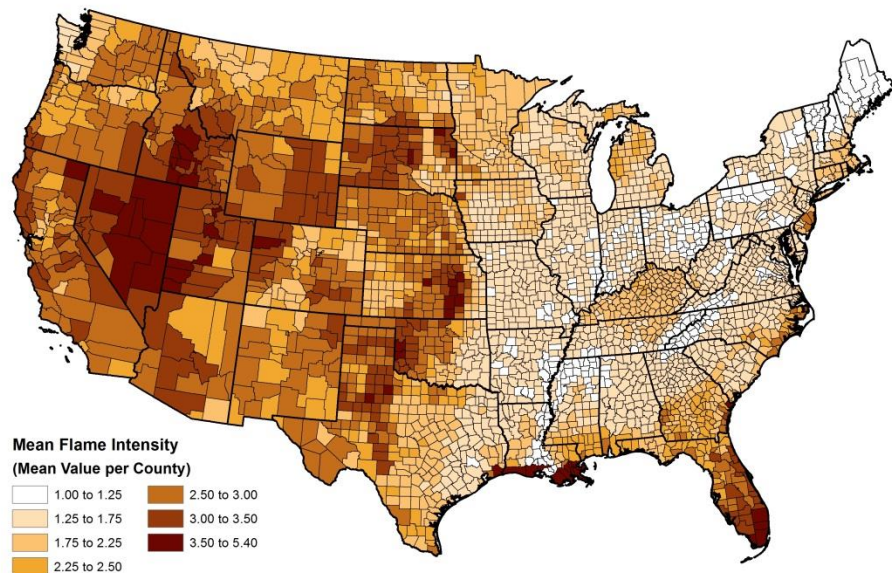 Mean Flame Intensity
(Mean Value per County)
1.00 to 1.25
1.25 to 1.75
1.75 to 2.25
2.25 to 2.50
2.50 to 3.00
3.00 to 3.50
3.50 to 5.40